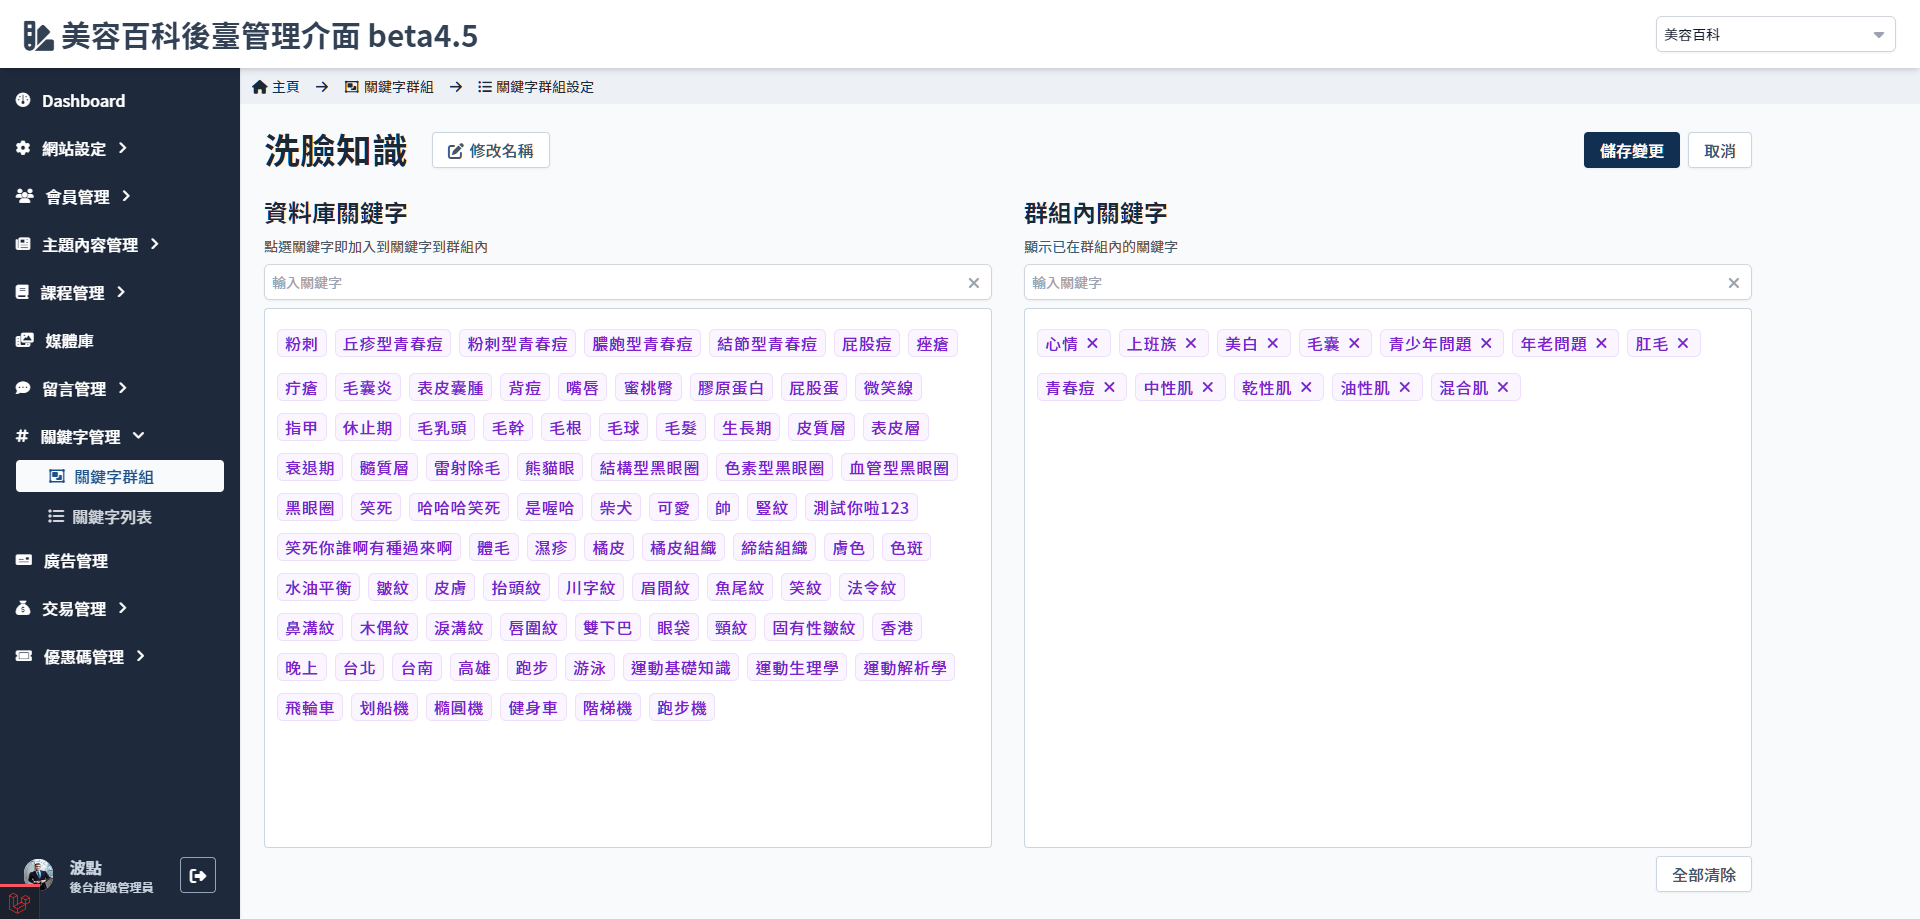 美容百科後臺管理介面 beta4.5
美容百科
Dashboard
網站設定
會員管理
主題內容管理
課程管理
媒體庫
留言管理
關鍵字管理
關鍵字群組
關鍵字列表
廣告管理
交易管理
優惠碼管理
波點
後台超級管理員
主頁 → 關鍵字群組 → 關鍵字群組設定
洗臉知識 修改名稱 儲存變更 取消
資料庫關鍵字
點選關鍵字即加入到關鍵字到群組內
輸入關鍵字
粉刺 丘疹型青春痘 粉刺型青春痘 膿皰型青春痘 結節型青春痘 屁股痘 痤瘡
疔瘡 毛囊炎 表皮囊腫 背痘 嘴唇 蜜桃臀 膠原蛋白 屁股蛋 微笑線
指甲 休止期 毛乳頭 毛幹 毛根 毛球 毛髮 生長期 皮質層 表皮層
衰退期 髓質層 雷射除毛 熊貓眼 結構型黑眼圈 色素型黑眼圈 血管型黑眼圈
黑眼圈 笑死 哈哈哈笑死 是喔哈 柴犬 可愛 帥 豎紋 測試你啦123
笑死你誰啊有種過來啊 體毛 濕疹 橘皮 橘皮組織 締結組織 膚色 色斑
水油平衡 皺紋 皮膚 抬頭紋 川字紋 眉間紋 魚尾紋 笑紋 法令紋
鼻溝紋 木偶紋 淚溝紋 唇圍紋 雙下巴 眼袋 頸紋 固有性皺紋 香港
晚上 台北 台南 高雄 跑步 游泳 運動基礎知識 運動生理學 運動解析學
飛輪車 划船機 橢圓機 健身車 階梯機 跑步機
群組內關鍵字
顯示已在群組內的關鍵字
輸入關鍵字
心情 上班族 美白 毛囊 青少年問題 年老問題 肛毛
青春痘 中性肌 乾性肌 油性肌 混合肌
全部清除